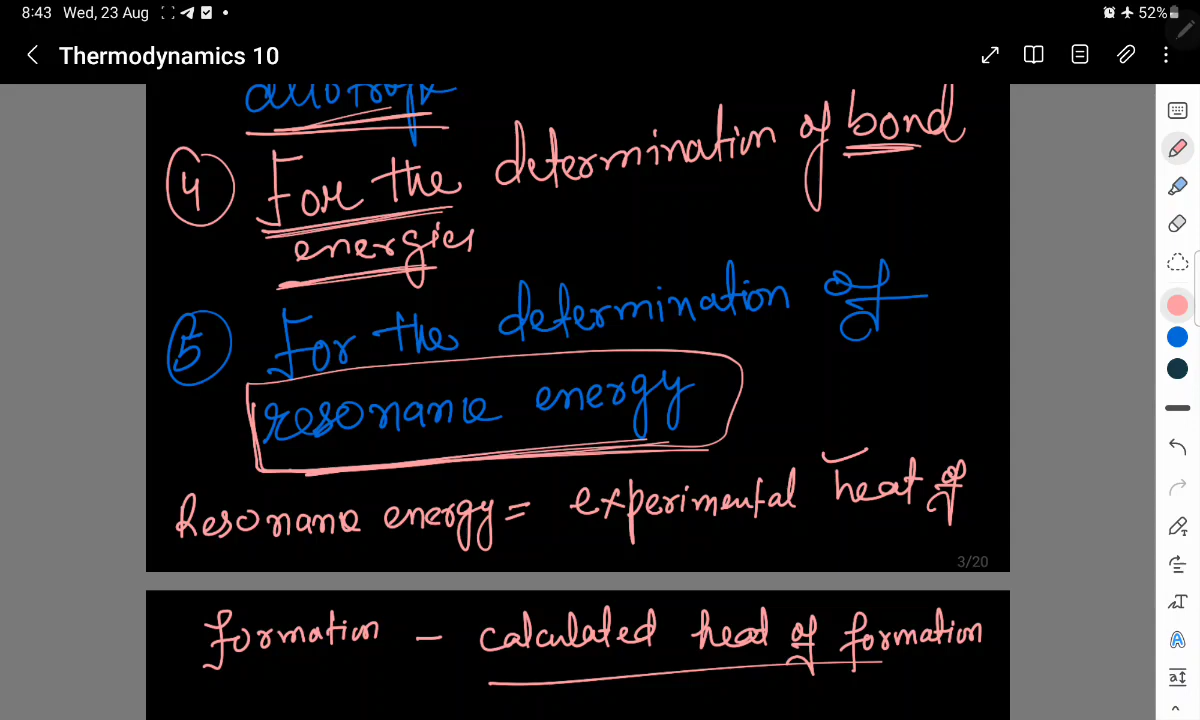 8:43 Wed, 23 Aug 52%
Thermodynamics 10
④ For the determination of bond
energies
⑤ For the determination of
resonance energy
Resonance energy = experimental heat of
3/20
formation - calculated heat of formation